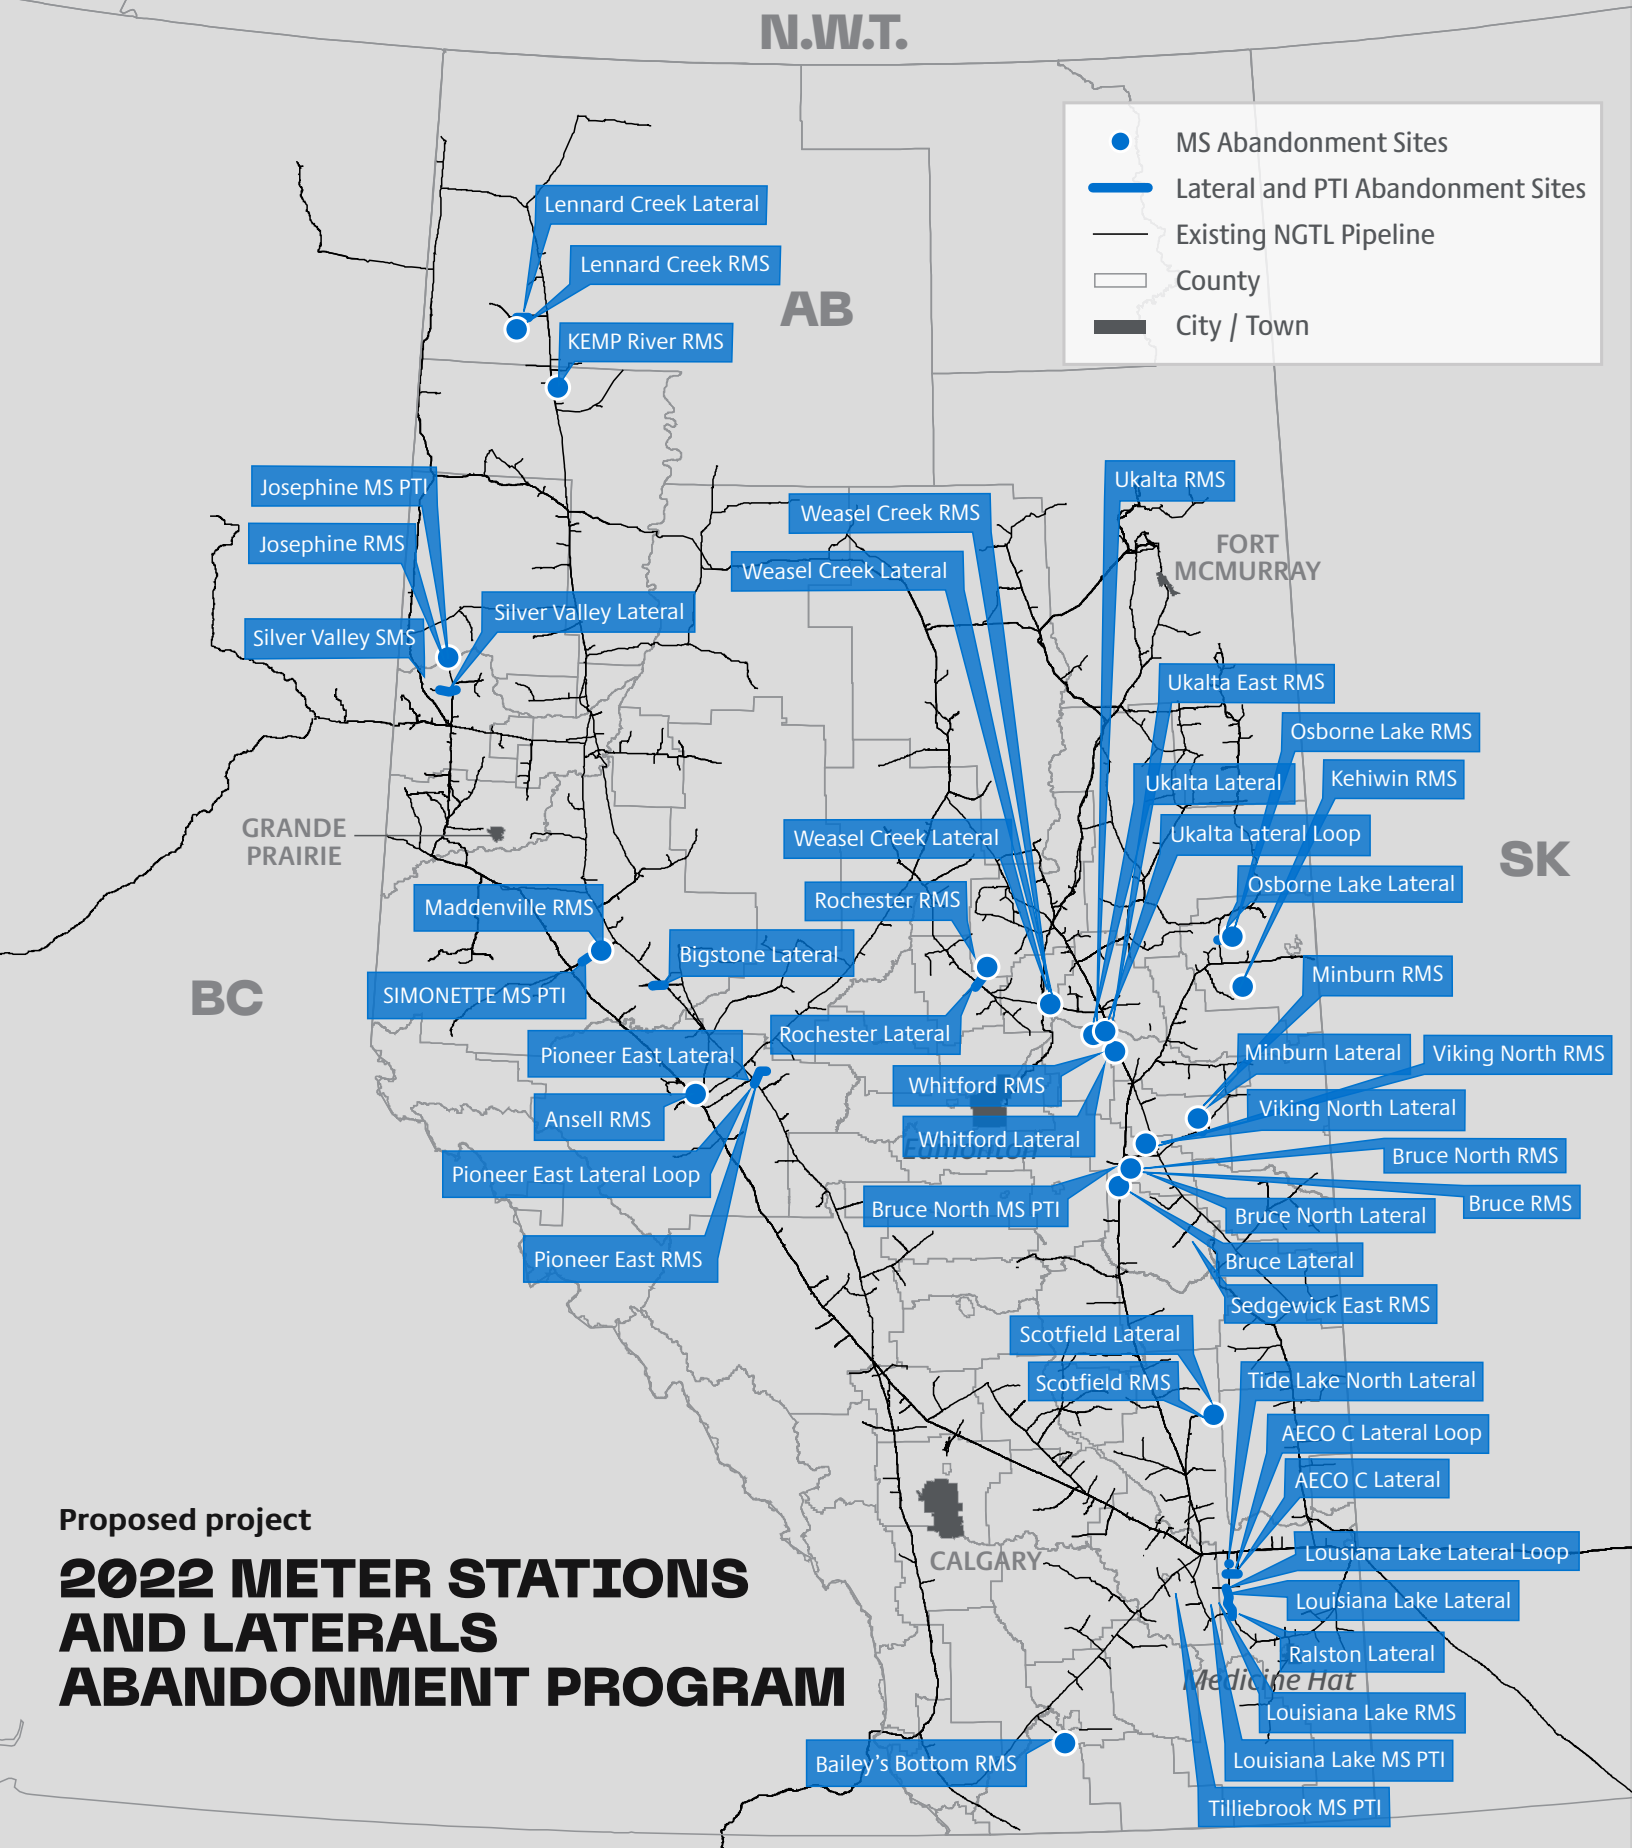 N.W.T.
MS Abandonment Sites
Lateral and PTI Abandonment Sites
Existing NGTL Pipeline
County
City / Town
Lennard Creek Lateral
Lennard Creek RMS
AB
KEMP River RMS
Josephine MS PTI
Josephine RMS
Silver Valley SMS
Silver Valley Lateral
Weasel Creek RMS
Weasel Creek Lateral
Ukalta RMS
FORT
MCMURRAY
Ukalta East RMS
Osborne Lake RMS
Kehiwin RMS
Ukalta Lateral
Ukalta Lateral Loop
GRANDE
PRAIRIE
Weasel Creek Lateral
SK
Osborne Lake Lateral
Rochester RMS
Maddenville RMS
Bigstone Lateral
Minburn RMS
BC
SIMONETTE MS PTI
Rochester Lateral
Pioneer East Lateral
Minburn Lateral
Viking North RMS
Whitford RMS
Ansell RMS
Viking North Lateral
Whitford Lateral
Edmonton
Bruce North RMS
Pioneer East Lateral Loop
Bruce North MS PTI
Bruce RMS
Bruce North Lateral
Pioneer East RMS
Bruce Lateral
Sedgewick East RMS
Scotfield Lateral
Scotfield RMS
Tide Lake North Lateral
AECO C Lateral Loop
AECO C Lateral
CALGARY
Lousiana Lake Lateral Loop
Louisiana Lake Lateral
Ralston Lateral
Medicine Hat
Louisiana Lake RMS
Louisiana Lake MS PTI
Bailey's Bottom RMS
Tilliebrook MS PTI
Proposed project
2022 METER STATIONS
AND LATERALS
ABANDONMENT PROGRAM